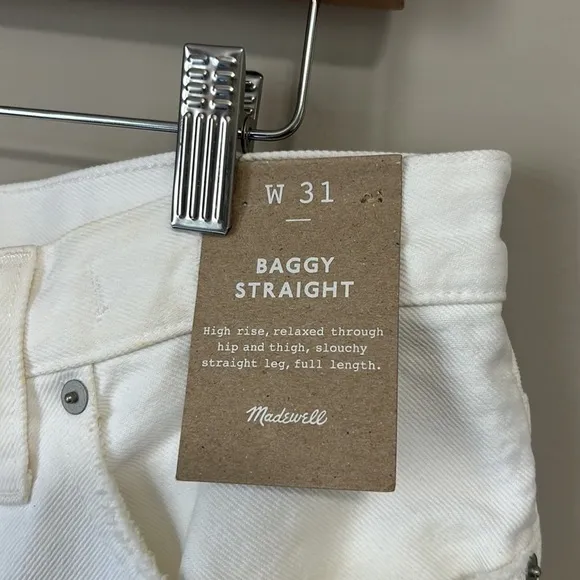 W 31
BAGGY
STRAIGHT
High rise, relaxed through
hip and thigh, slouchy
straight leg, full length.
Madewell